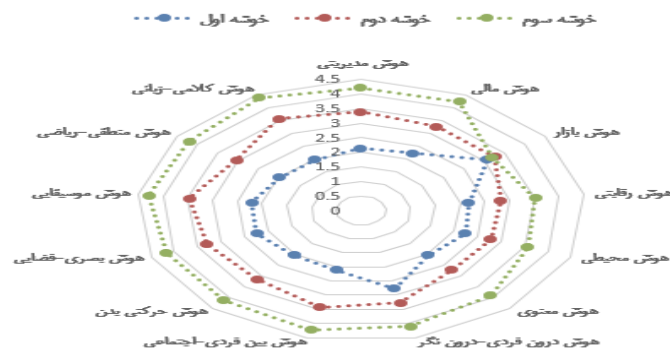 خوشه اول
خوشه دوم
خوشه سوم
هوش مدیریتی
هوش مالی
هوش بازار
هوش رقابتی
هوش محیطی
هوش معنوی
هوش درون فردی-درون نگر
هوش بین فردی-اجتماعی
هوش حرکتی بدن
هوش بصری-فضایی
هوش موسیقایی
هوش منطقی-ریاضی
هوش کلامی-زبانی
4.5
4
3.5
3
2.5
2
1.5
1
0.5
0